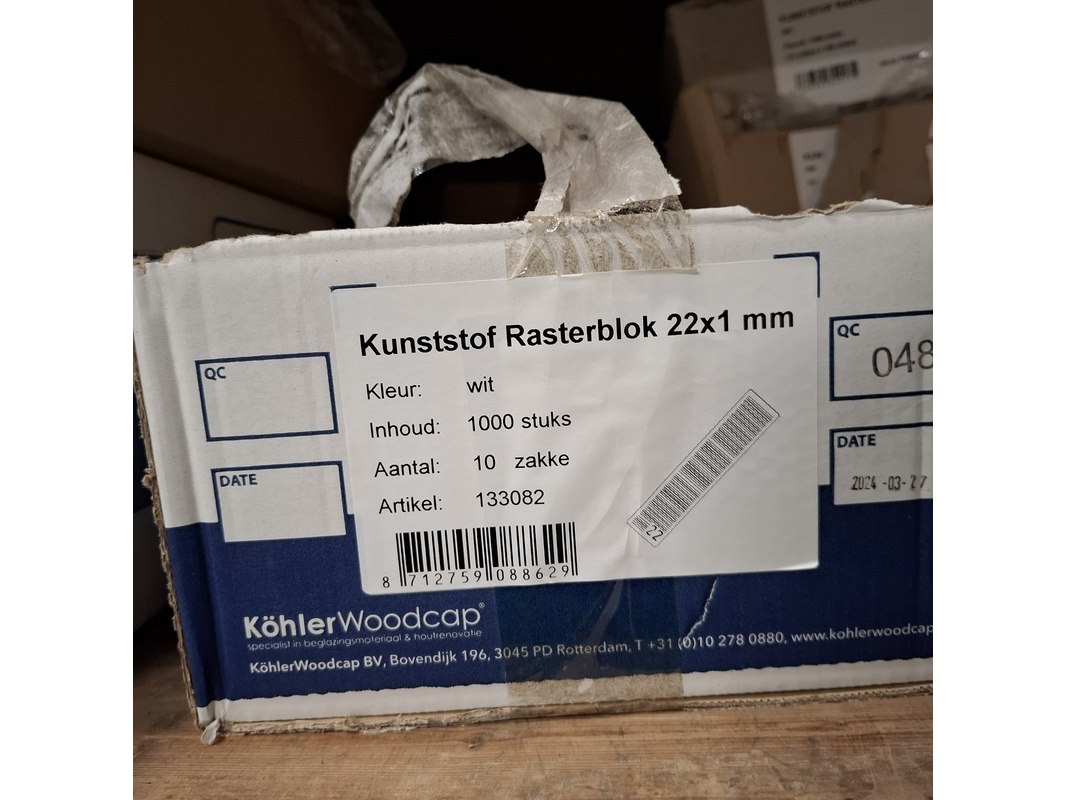 KUNSTSTOF
QC
QC
048
DATE
DATE
2024-03-27
Kunststof Rasterblok 22x1 mm
Kleur: wit
Inhoud: 1000 stuks
Aantal: 10 zakke
Artikel: 133082
22
8 712759 088629
KöhlerWoodcap®
specialist in beglazingsmateriaal & houtrenovatie
KöhlerWoodcap BV, Bovendijk 196, 3045 PD Rotterdam, T +31 (0)10 278 0880, www.kohlerwoodcap